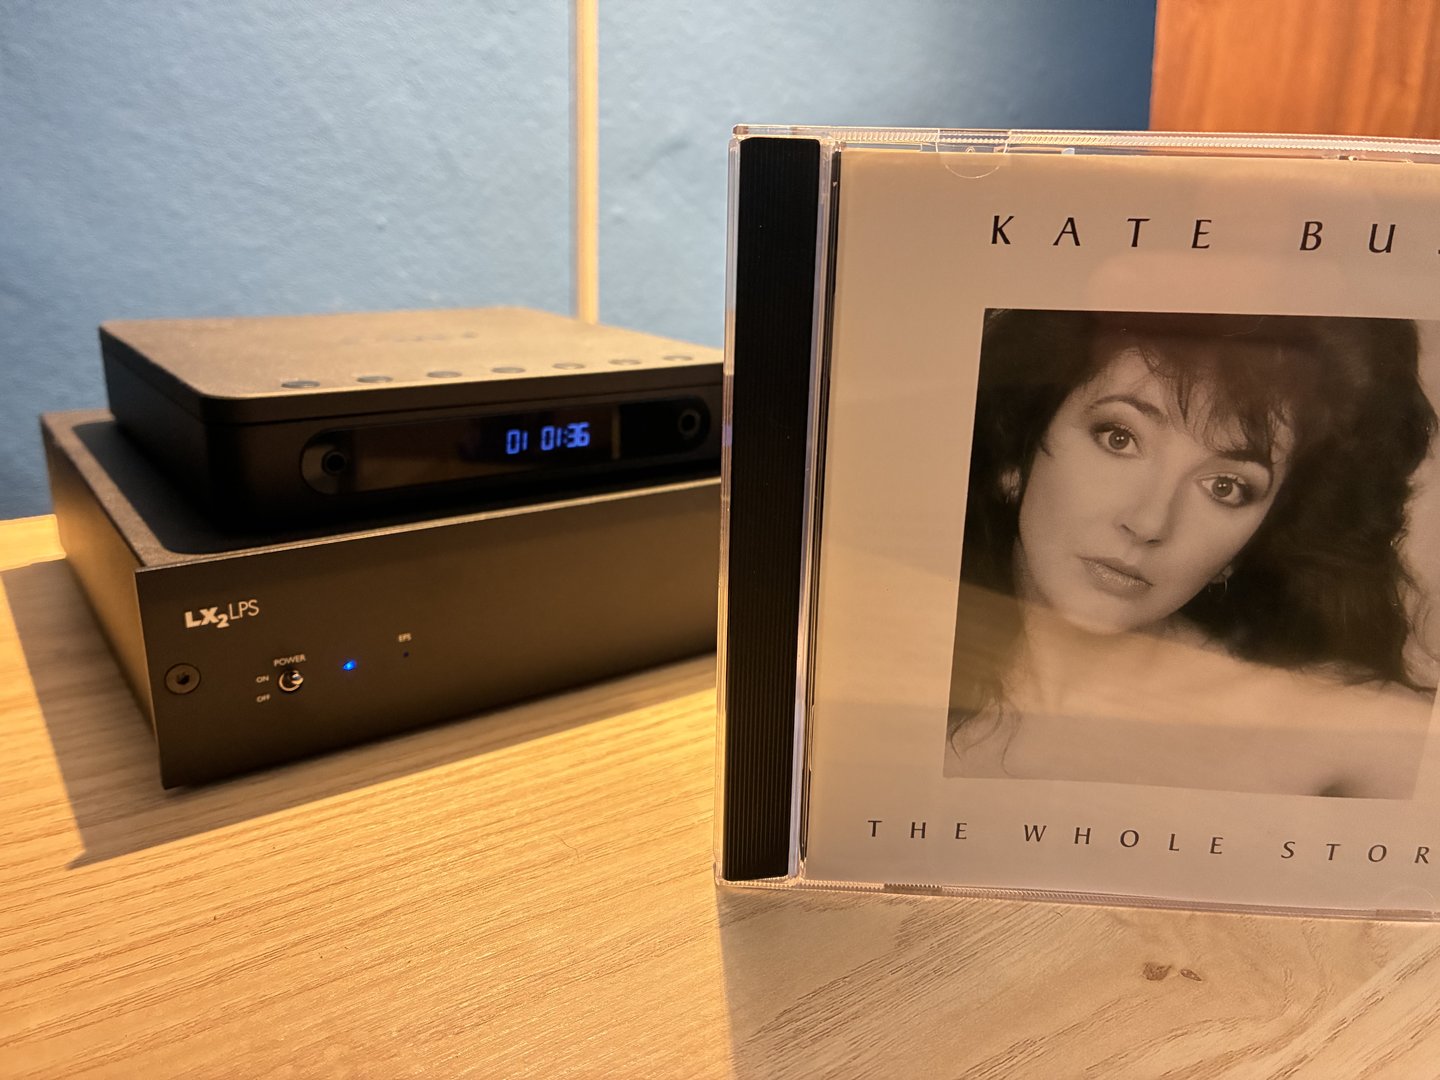 KATE BU
THE WHOLE STOR
01 01:36
LX2LPS
POWER
ON
OFF
EPS